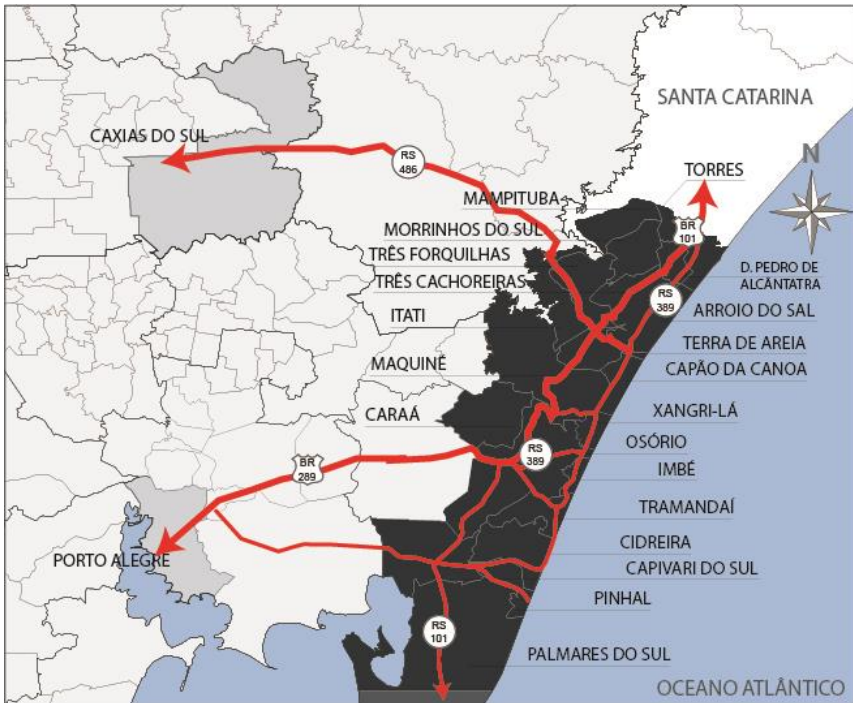 SANTA CATARINA
CAXIAS DO SUL
RS
486
N
TORRES
MAMPITUBA
MORRINHOS DO SUL
BR
101
TRÊS FORQUILHAS
D. PEDRO DE
ALCÂNTATRA
TRÊS CACHOREIRAS
RS
389
ARROIO DO SAL
ITATI
TERRA DE AREIA
MAQUINÉ
CAPÃO DA CANOA
CARAÁ
XANGRI-LÁ
OSÓRIO
RS
389
BR
289
IMBÉ
TRAMANDAÍ
CIDREIRA
PORTO ALEGRE
CAPIVARI DO SUL
PINHAL
RS
101
PALMARES DO SUL
OCEANO ATLÂNTICO